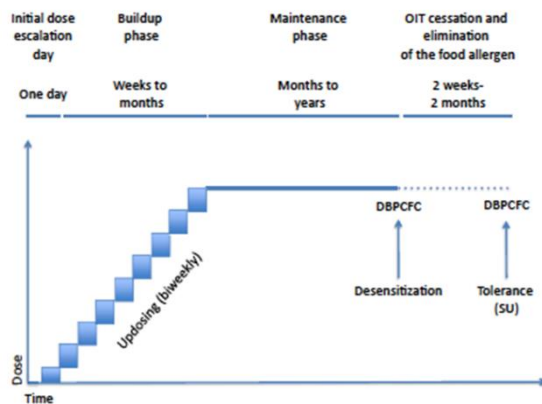 Initial dose
escalation
day
Buildup
phase
Maintenance
phase
OIT cessation and
elimination
of the food allergen
One day
Weeks to
months
Months to
years
2 weeks-
2 months
DBPCFC
DBPCFC
Updosing (biweekly)
Desensitization
Tolerance
(SU)
Dose
Time